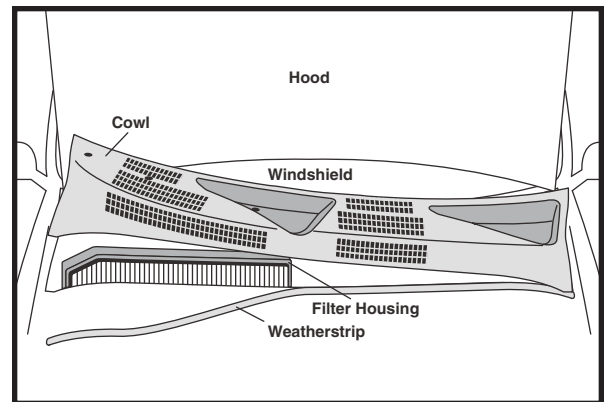 Hood
Cowl
Windshield
Filter Housing
Weatherstrip